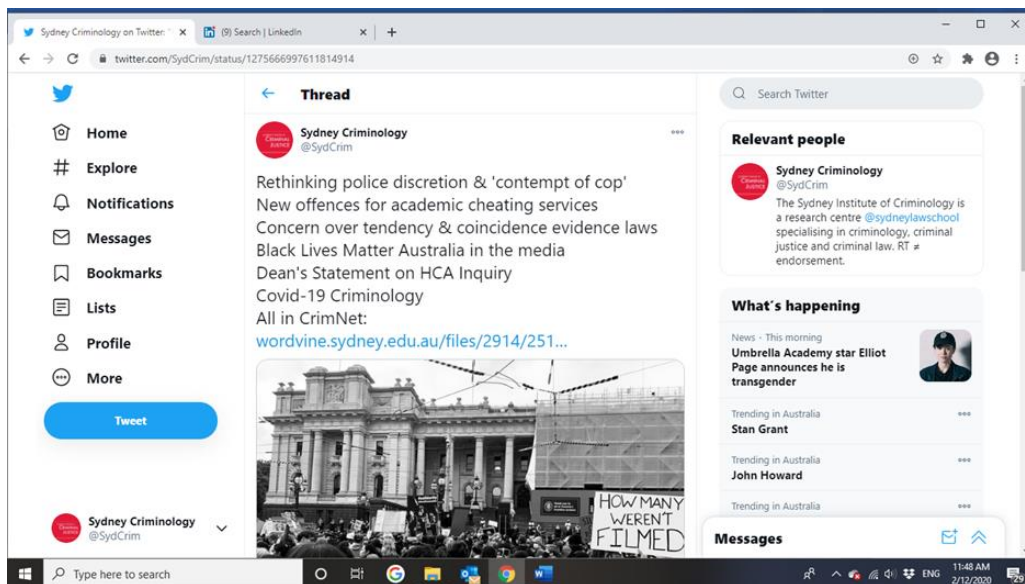 Sydney Criminology on Twitter: "
(9) Search | LinkedIn
twitter.com/SydCrim/status/1275666997611814914
Home
Explore
Notifications
Messages
Bookmarks
Lists
Profile
More
Tweet
Sydney Criminology
@SydCrim
Thread
Sydney Criminology
@SydCrim
Rethinking police discretion & 'contempt of cop'
New offences for academic cheating services
Concern over tendency & coincidence evidence laws
Black Lives Matter Australia in the media
Dean's Statement on HCA Inquiry
Covid-19 Criminology
All in CrimNet:
wordvine.sydney.edu.au/files/2914/251...
HOW MANY
WEREN'T
FILMED
Search Twitter
Relevant people
Sydney Criminology
@SydCrim
The Sydney Institute of Criminology is
a research centre @sydneylawschool
specialising in criminology, criminal
justice and criminal law. RT ≠
endorsement.
What's happening
News · This morning
Umbrella Academy star Elliot
Page announces he is
transgender
Trending in Australia
Stan Grant
Trending in Australia
John Howard
Trending in Australia
Messages
Type here to search
ENG
11:48 AM
2/12/2020